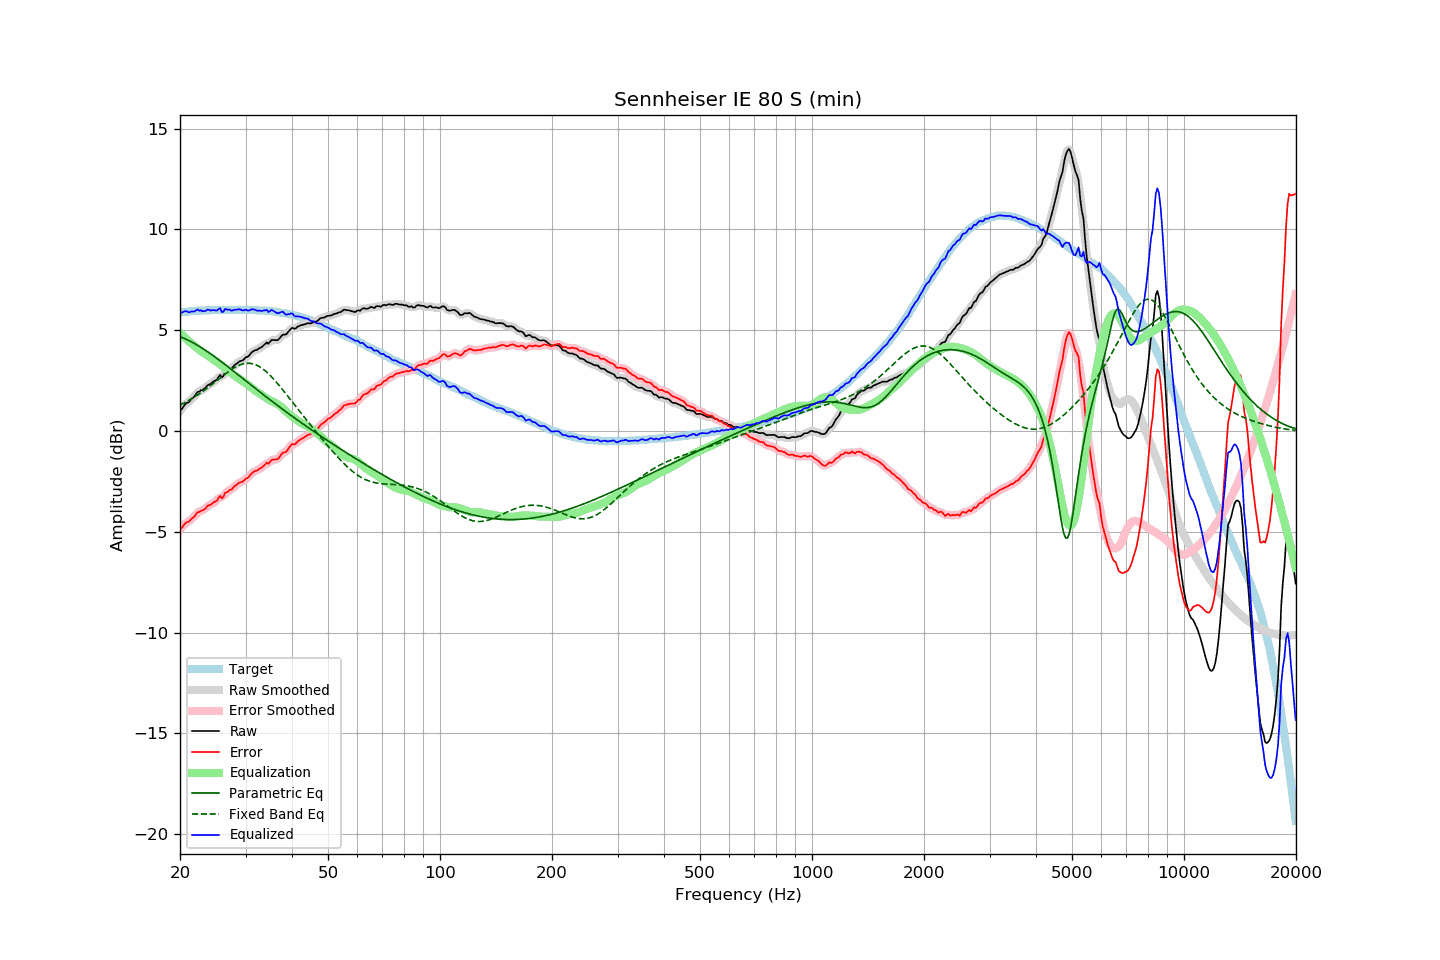 Sennheiser IE 80 S (min)
15
10
5
0
−5
−10
−15
−20
Amplitude (dBr)
Target
Raw Smoothed
Error Smoothed
Raw
Error
Equalization
Parametric Eq
Fixed Band Eq
Equalized
20 50 100 200 500 1000 2000 5000 10000 20000
Frequency (Hz)